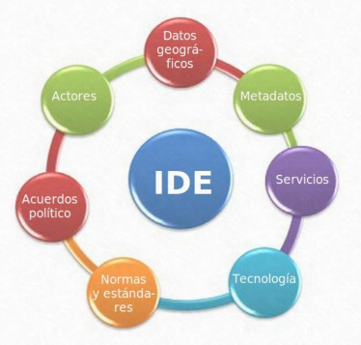 Datos
geográ-
ficos
Actores
Metadatos
IDE
Servicios
Acuerdos
político
Tecnología
Normas
y estánda-
res